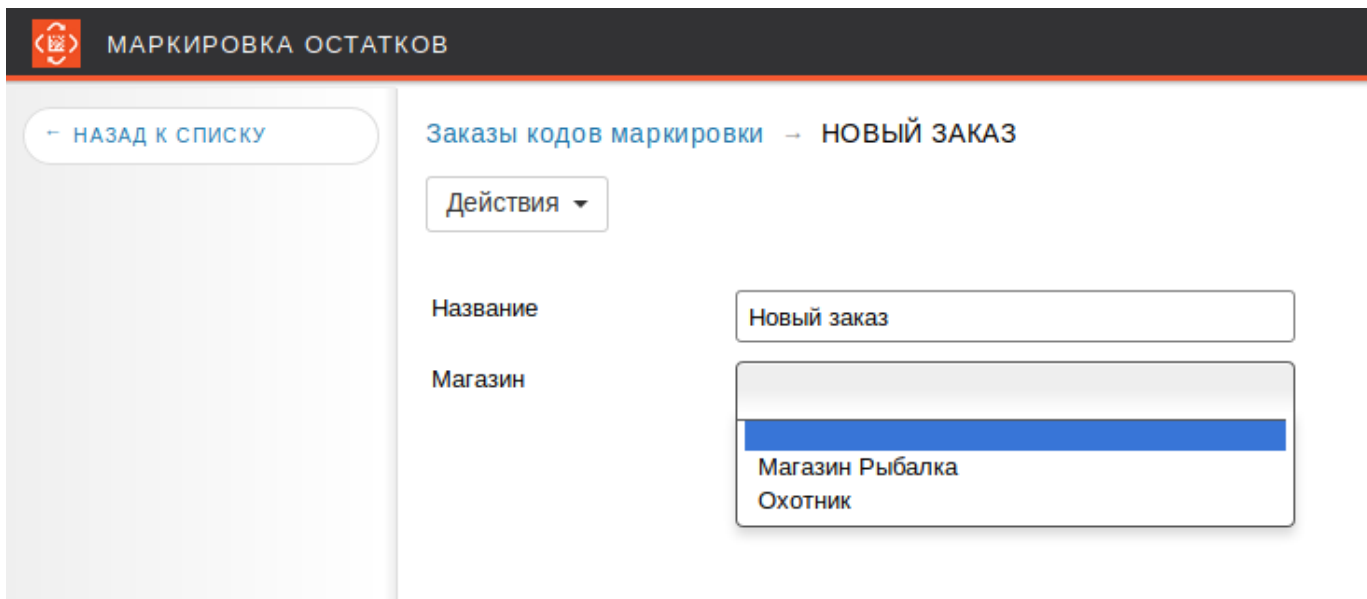 МАРКИРОВКА ОСТАТКОВ
← НАЗАД К СПИСКУ
Заказы кодов маркировки → НОВЫЙ ЗАКАЗ
Действия
Название
Новый заказ
Магазин
Магазин Рыбалка
Охотник